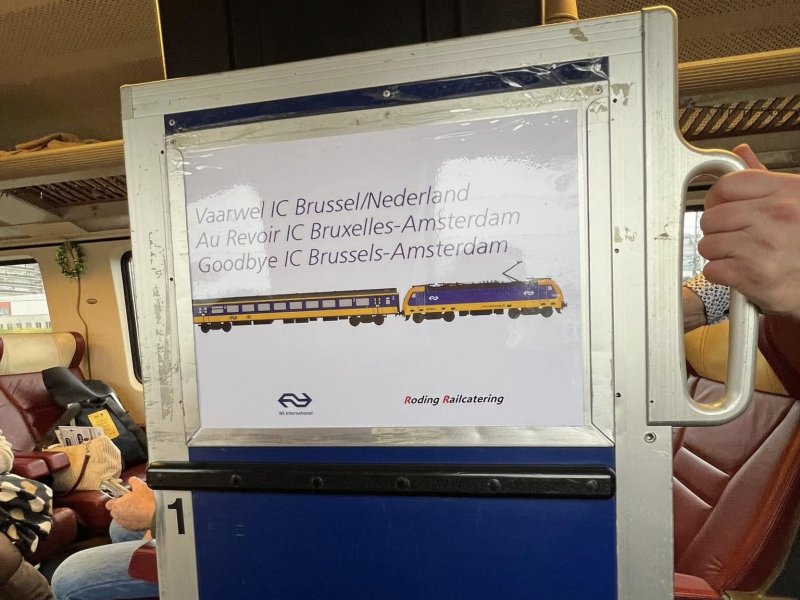 Vaarwel IC Brussel/Nederland
Au Revoir IC Bruxelles-Amsterdam
Goodbye IC Brussels-Amsterdam
NS International
Roding Railcatering
1